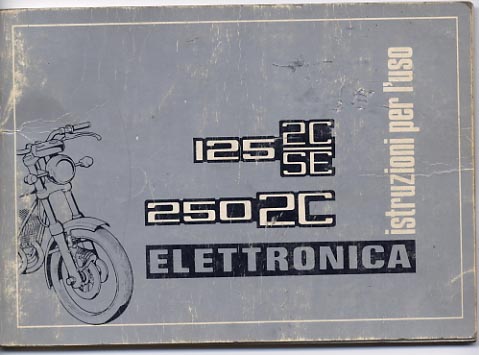 125 2C
SE
250 2C
ELETTRONICA
istruzioni per l'uso